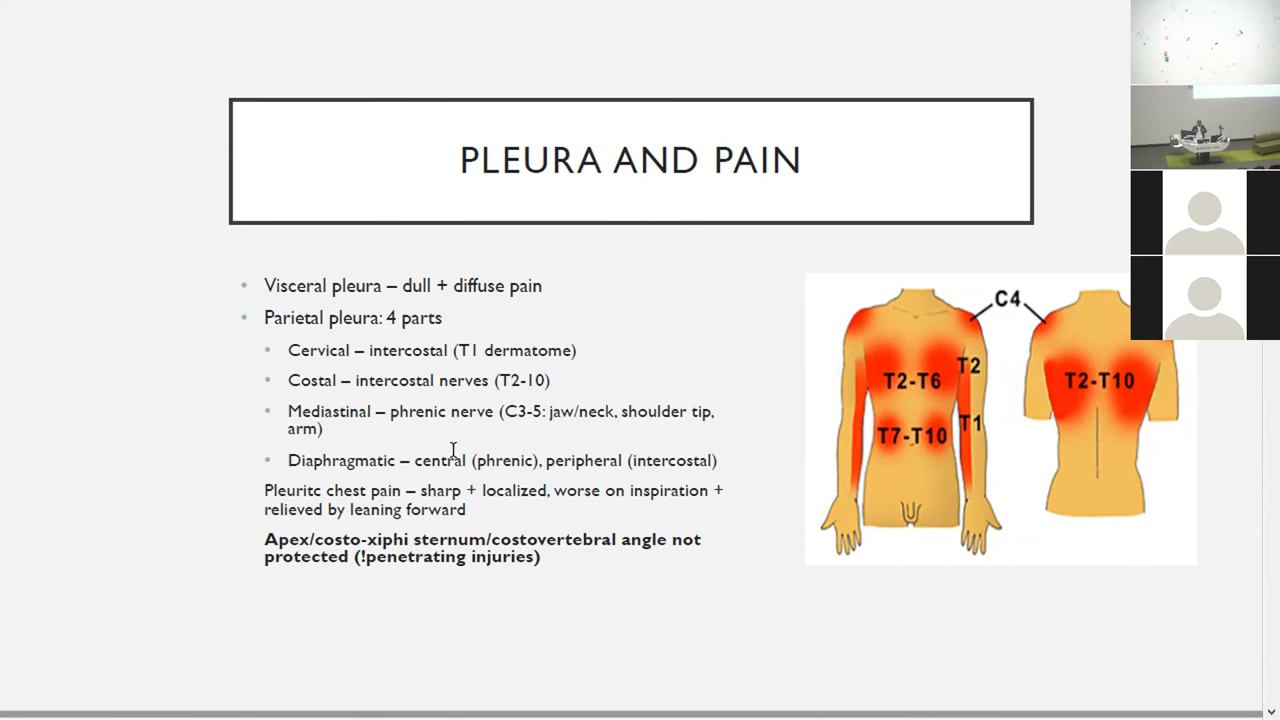 PLEURA AND PAIN
• Visceral pleura – dull + diffuse pain
• Parietal pleura: 4 parts
• Cervical – intercostal (T1 dermatome)
• Costal – intercostal nerves (T2-10)
• Mediastinal – phrenic nerve (C3-5: jaw/neck, shoulder tip,
arm)
• Diaphragmatic – central (phrenic), peripheral (intercostal)
Pleuritc chest pain – sharp + localized, worse on inspiration +
relieved by leaning forward
Apex/costo-xiphi sternum/costovertebral angle not
protected (!penetrating injuries)
C4
T2
T2-T6
T2-T10
T1
T7-T10